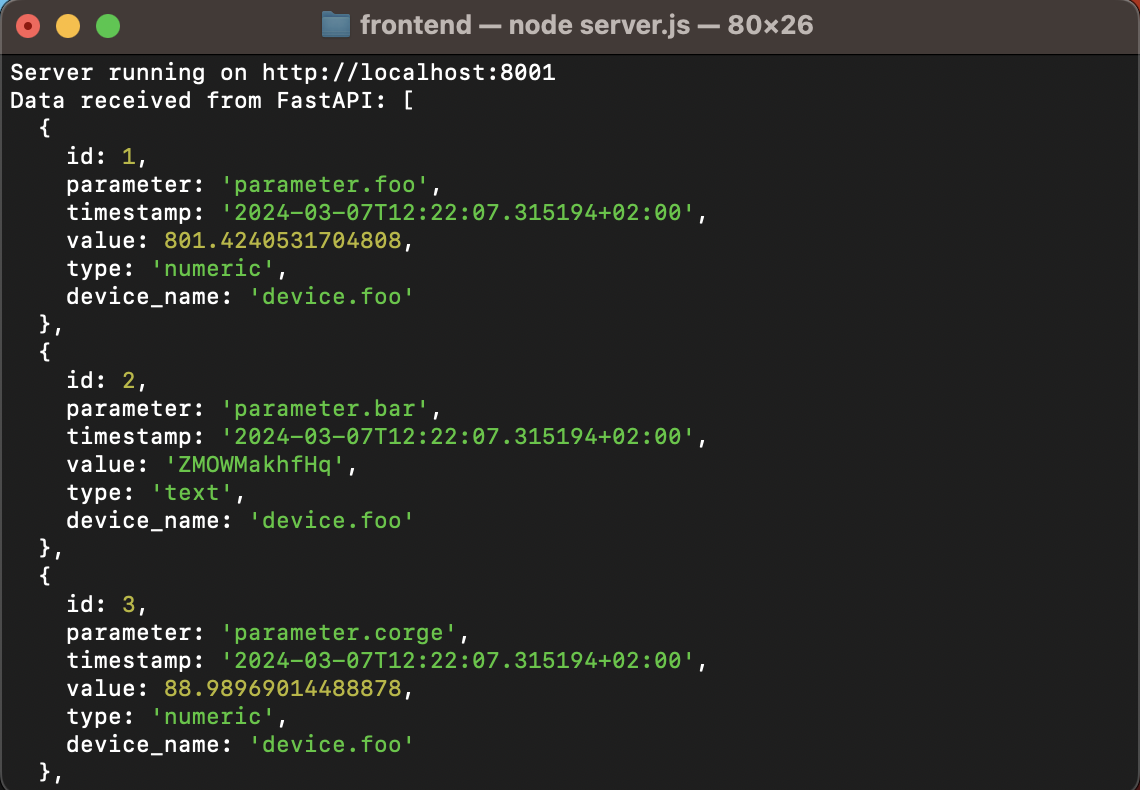 frontend — node server.js — 80×26
Server running on http://localhost:8001
Data received from FastAPI: [
  {
    id: 1,
    parameter: 'parameter.foo',
    timestamp: '2024-03-07T12:22:07.315194+02:00',
    value: 801.4240531704808,
    type: 'numeric',
    device_name: 'device.foo'
  },
  {
    id: 2,
    parameter: 'parameter.bar',
    timestamp: '2024-03-07T12:22:07.315194+02:00',
    value: 'ZMOWMakhfHq',
    type: 'text',
    device_name: 'device.foo'
  },
  {
    id: 3,
    parameter: 'parameter.corge',
    timestamp: '2024-03-07T12:22:07.315194+02:00',
    value: 88.98969014488878,
    type: 'numeric',
    device_name: 'device.foo'
  },